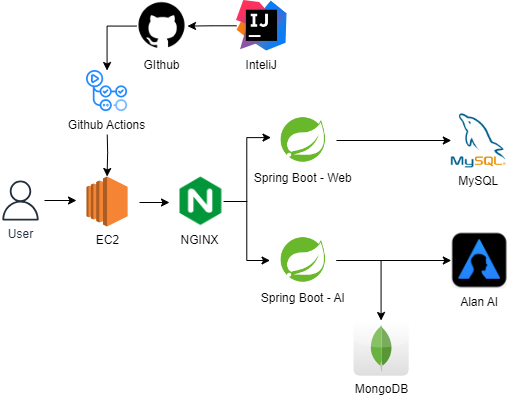 IJ
GIthub
InteliJ
Github Actions
Spring Boot - Web
MySQL
MySQL
User
EC2
N
NGINX
Spring Boot - AI
Alan AI
MongoDB